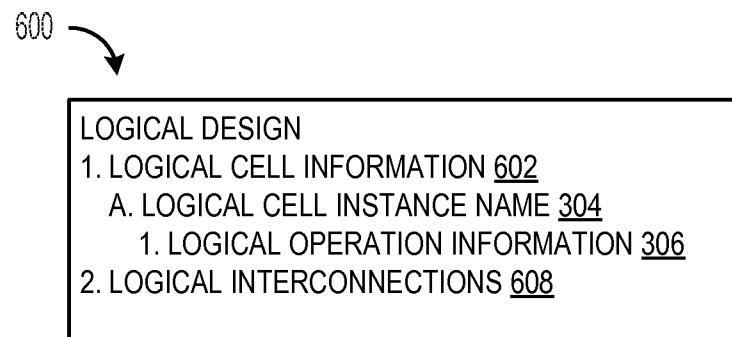 600
LOGICAL DESIGN
1. LOGICAL CELL INFORMATION 602
A. LOGICAL CELL INSTANCE NAME 304
1. LOGICAL OPERATION INFORMATION 306
2. LOGICAL INTERCONNECTIONS 608